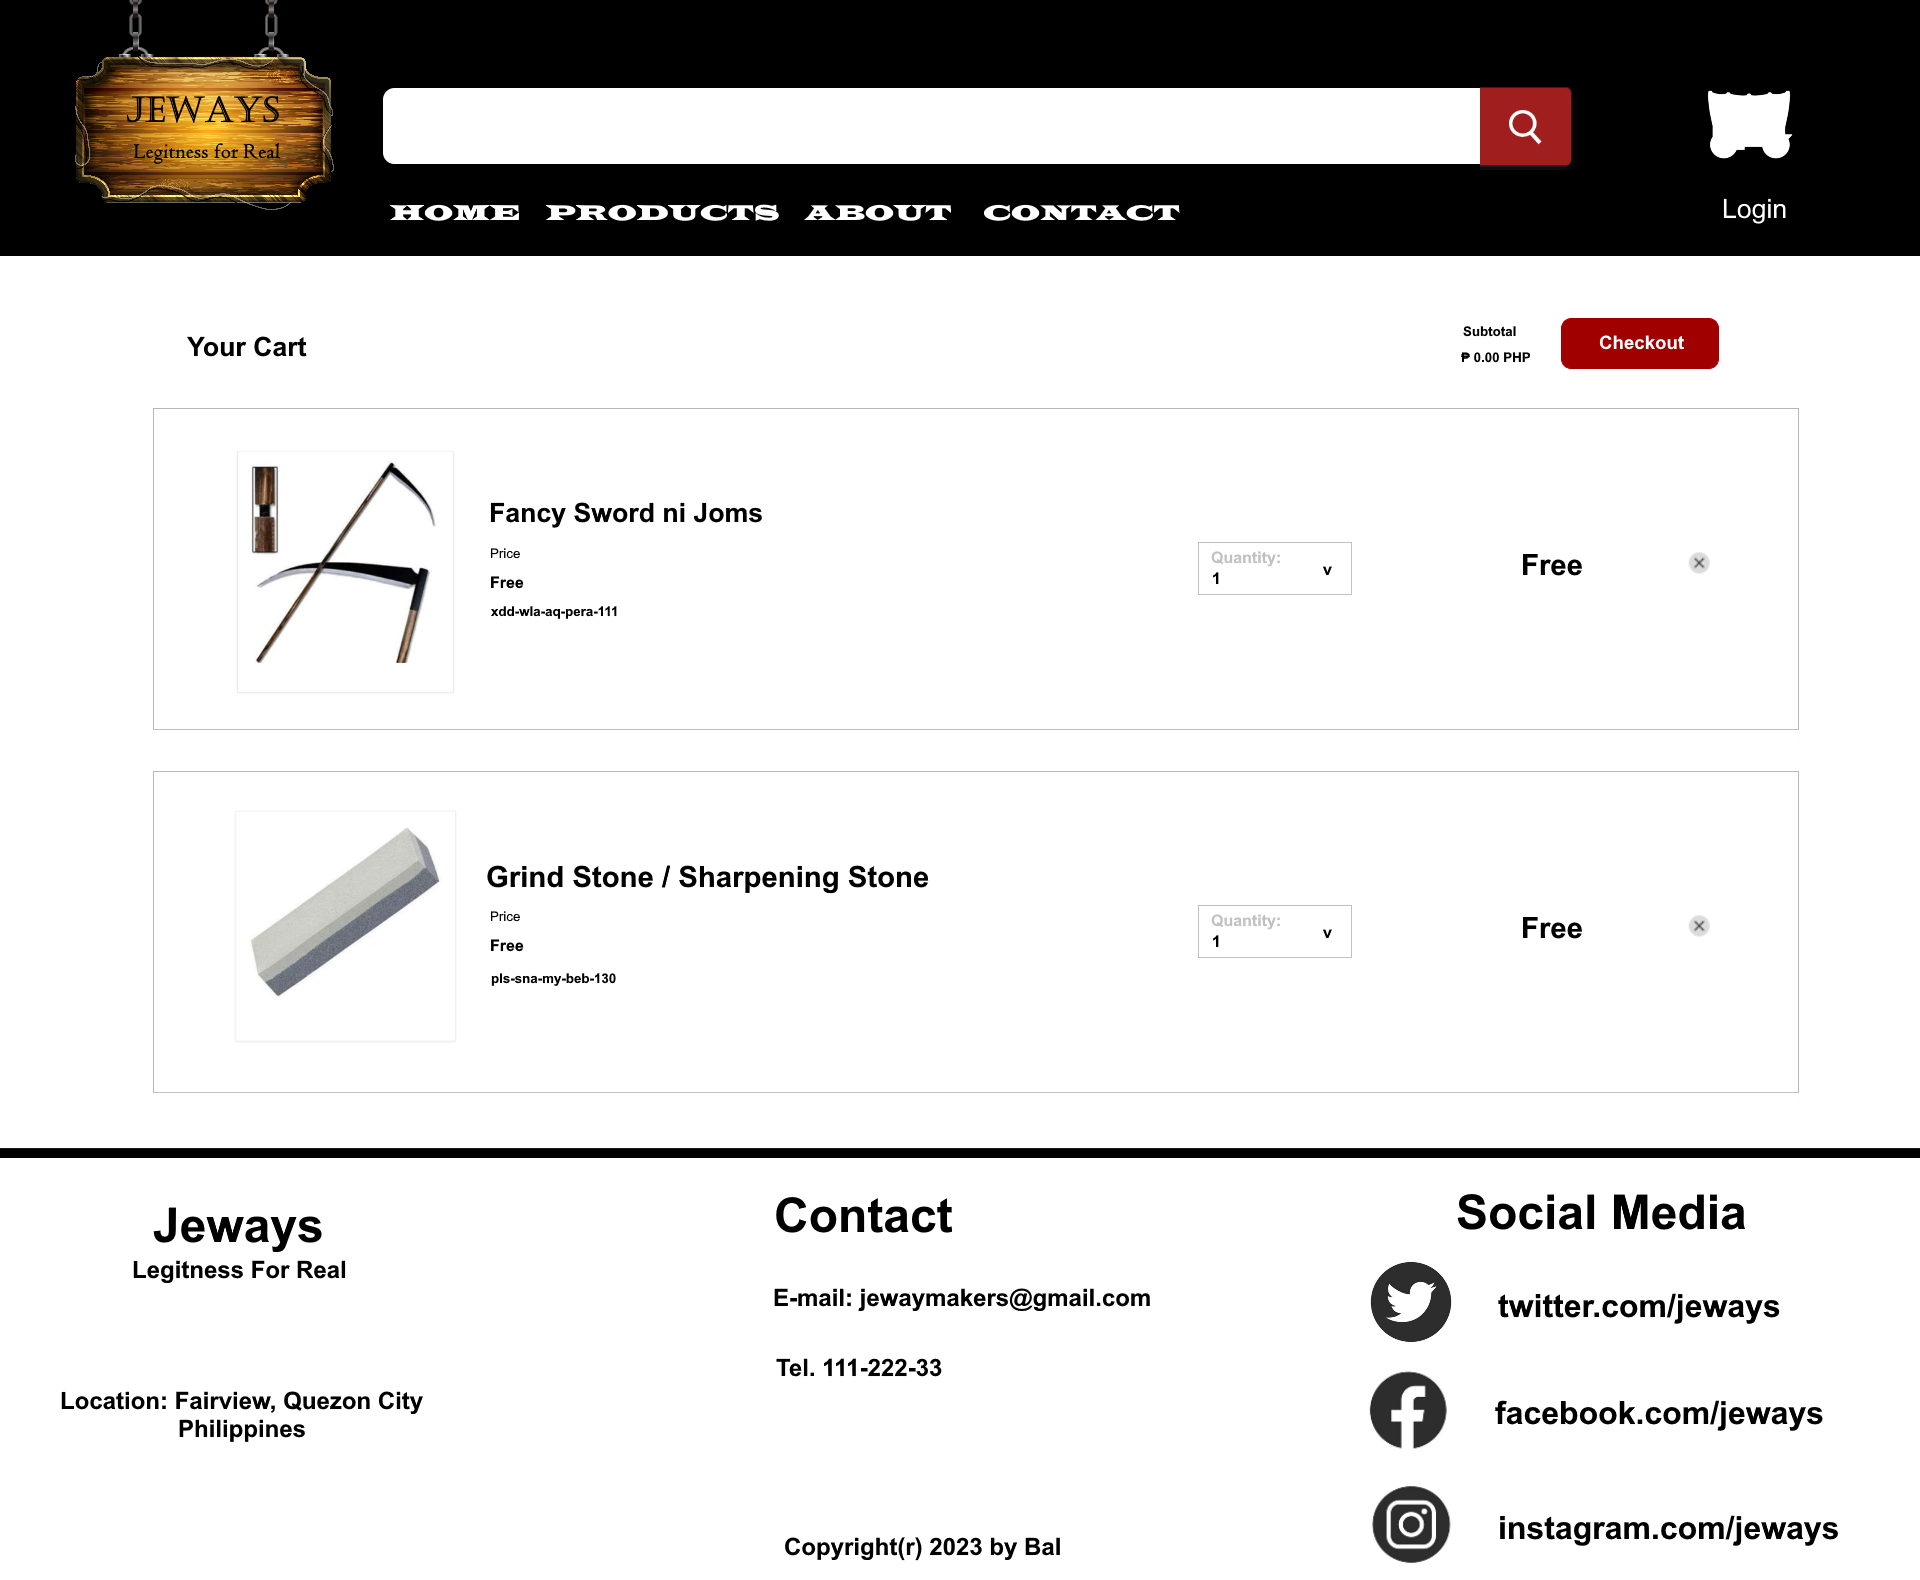 JEWAYS
Legitness for Real
HOME PRODUCTS ABOUT CONTACT
Login
Your Cart
Subtotal
₱ 0.00 PHP
Checkout
Fancy Sword ni Joms
Price
Free
xdd-wla-aq-pera-111
Quantity:
1 v
Free
Grind Stone / Sharpening Stone
Price
Free
pls-sna-my-beb-130
Quantity:
1 v
Free
Jeways
Legitness For Real
Location: Fairview, Quezon City
Philippines
Contact
E-mail: jewaymakers@gmail.com
Tel. 111-222-33
Copyright(r) 2023 by Bal
Social Media
twitter.com/jeways
facebook.com/jeways
instagram.com/jeways